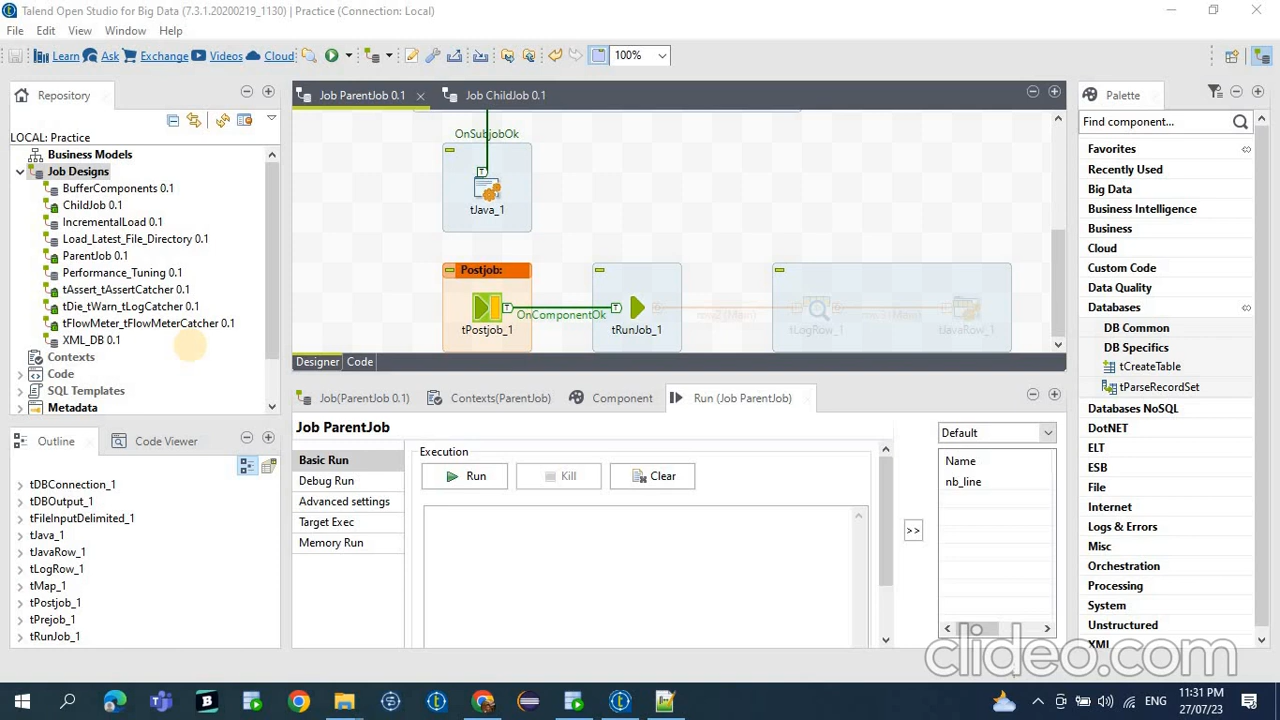 Talend Open Studio for Big Data (7.3.1.20200219_1130) | Practice (Connection: Local)
File Edit View Window Help
Learn Ask Exchange Videos Cloud 100%
Repository
LOCAL: Practice
Business Models
Job Designs
BufferComponents 0.1
ChildJob 0.1
IncrementalLoad 0.1
Load_Latest_File_Directory 0.1
ParentJob 0.1
Performance_Tuning 0.1
tAssert_tAssertCatcher 0.1
tDie_tWarn_tLogCatcher 0.1
tFlowMeter_tFlowMeterCatcher 0.1
XML_DB 0.1
Contexts
Code
SQL Templates
Metadata
Outline Code Viewer
tDBConnection_1
tDBOutput_1
tFileInputDelimited_1
tJava_1
tJavaRow_1
tLogRow_1
tMap_1
tPostjob_1
tPrejob_1
tRunJob_1
Job ParentJob 0.1 Job ChildJob 0.1
OnSubjobOk
tJava_1
Postjob:
OnComponentOk
row2 (Main)
row3 (Main)
tPostjob_1 tRunJob_1 tLogRow_1 tJavaRow_1
Designer Code
Job(ParentJob 0.1) Contexts(ParentJob) Component Run (Job ParentJob)
Job ParentJob
Basic Run
Debug Run
Advanced settings
Target Exec
Memory Run
Execution
Run Kill Clear
Default
Name
nb_line
>>
Palette
Find component...
Favorites
Recently Used
Big Data
Business Intelligence
Business
Cloud
Custom Code
Data Quality
Databases
DB Common
DB Specifics
tCreateTable
tParseRecordSet
Databases NoSQL
DotNET
ELT
ESB
File
Internet
Logs & Errors
Misc
Orchestration
Processing
System
Unstructured
XML
clideo.com
ENG
11:31 PM
27/07/23